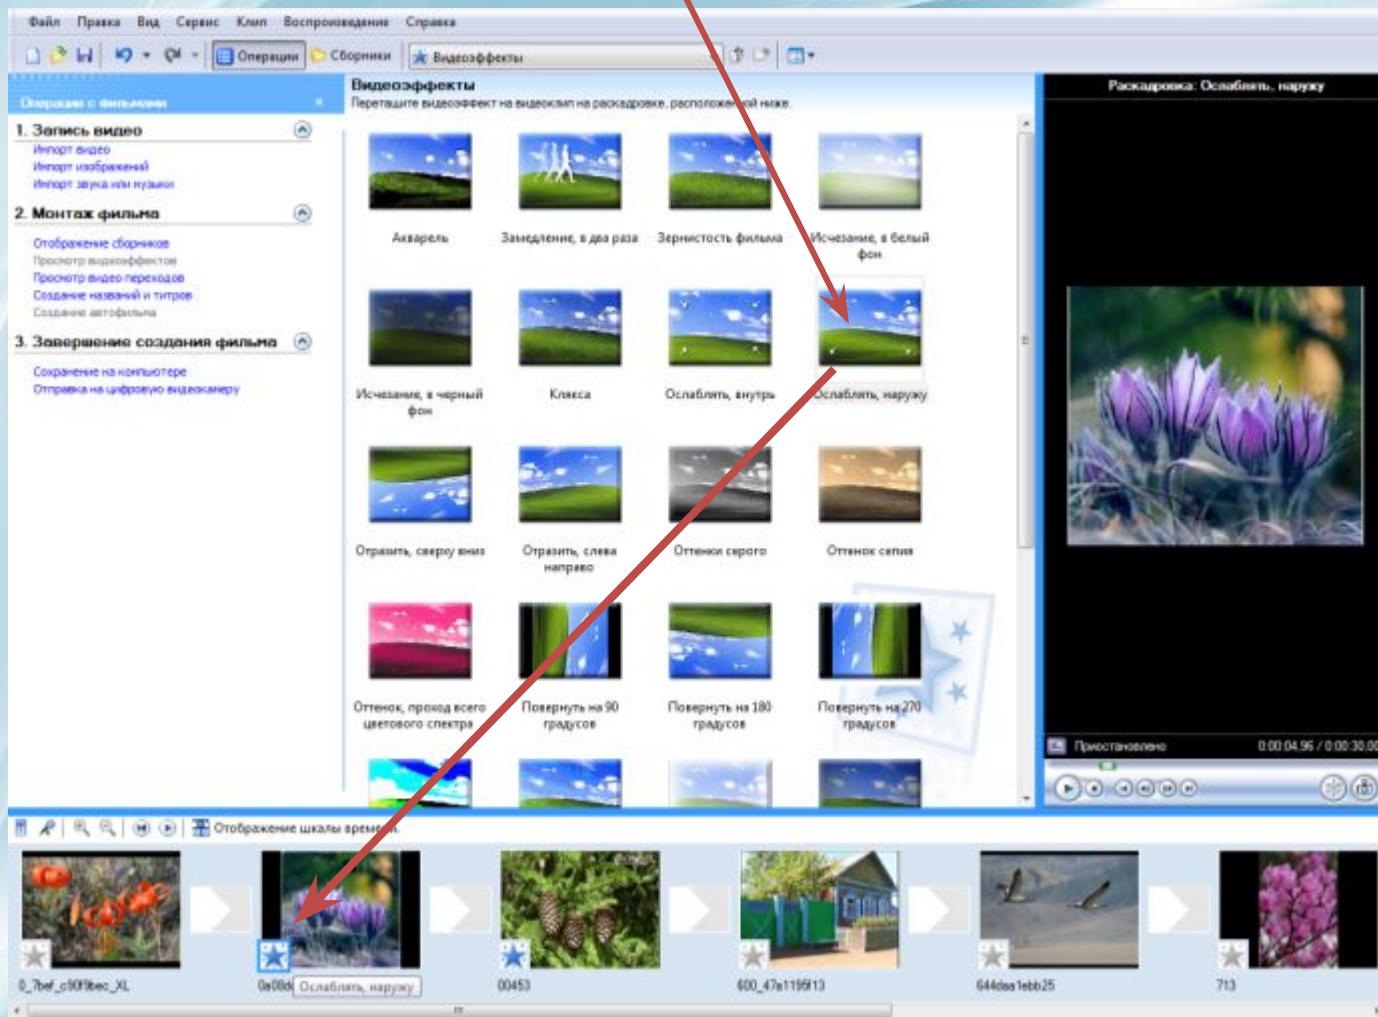 Файл Правка Вид Сервис Клип Воспроизведение Справка
Операции Сборники Видеоэффекты
Операции с фильмами
1. Запись видео
Импорт видео
Импорт изображений
Импорт звука или музыки
2. Монтаж фильма
Отображение сборников
Просмотр видеоэффектов
Просмотр видео переходов
Создание названий и титров
Создание автофильма
3. Завершение создания фильма
Сохранение на компьютере
Отправка на цифровую видеокамеру
Видеоэффекты
Перетащите видеоэффект на видеоклип на раскадровке, расположенной ниже.
Акварель
Замедление, в два раза
Зернистость фильма
Исчезание, в белый
фон
Исчезание, в черный
фон
Клякса
Ослаблять, внутрь
Ослаблять, наружу
Отразить, сверху вниз
Отразить, слева
направо
Оттенки серого
Оттенок сепия
Оттенок, проход всего
цветового спектра
Повернуть на 90
градусов
Повернуть на 180
градусов
Повернуть на 270
градусов
Раскадровка: Ослаблять, наружу
Приостановлено 0:00:04.96 / 0:00:30.00
Отображение шкалы времени
0_7bef_c90f9bec_XL
0a08d
Ослаблять, наружу
00453
600_47e1195f13
644daa1ebb25
713